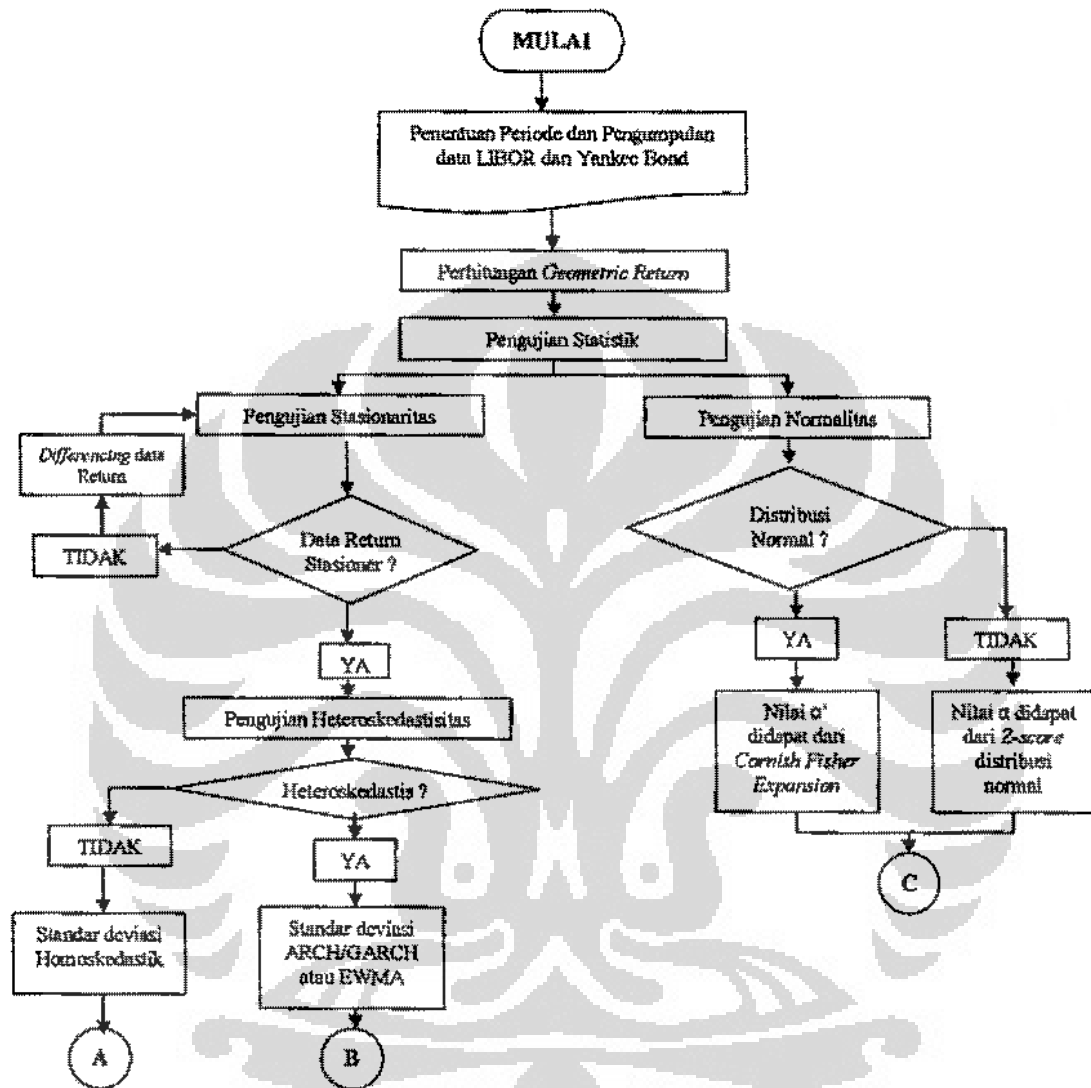 MULAI
Penentuan Periode dan Pengumpulan
data LIBOR dan Yankee Bond
Perhitungan Geometric Return
Pengujian Statistik
Pengujian Stasionaritas
Pengujian Normalitas
Differencing data
Return
Data Return
Stasioner ?
TIDAK
Distribusi
Normal ?
YA
YA
TIDAK
Pengujian Heteroskedastisitas
Nilai α'
didapat dari
Cornish Fisher
Expansion
Nilai α didapat
dari Z-score
distribusi
normal
Heteroskedastis ?
TIDAK
YA
C
Standar deviasi
Homoskedastik
Standar deviasi
ARCH/GARCH
atau EWMA
A
B